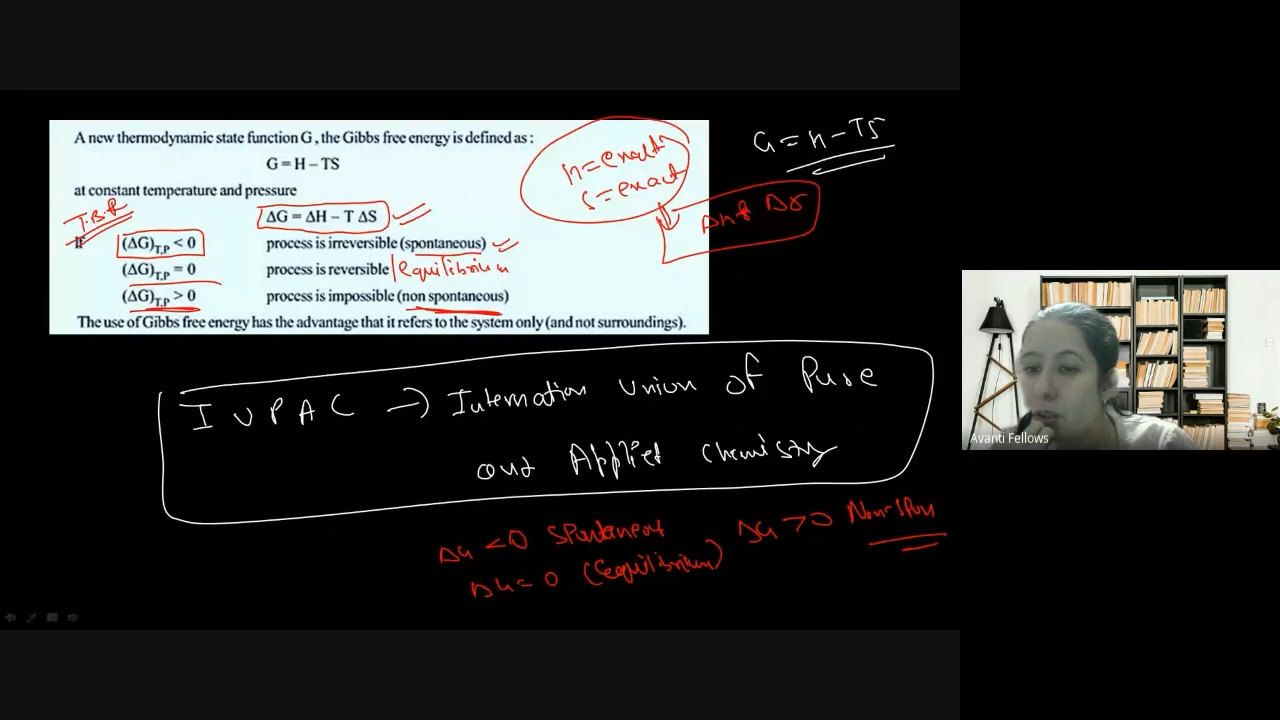 A new thermodynamic state function G, the Gibbs free energy is defined as :
G = H – TS
at constant temperature and pressure
ΔG = ΔH – T ΔS
If (ΔG)T,P < 0 process is irreversible (spontaneous)
(ΔG)T,P = 0 process is reversible equilibrium
(ΔG)T,P > 0 process is impossible (non spontaneous)
The use of Gibbs free energy has the advantage that it refers to the system only (and not surroundings).
T.B.P
H = exact
S = exact
G = H – TS
IUPAC → Internation Union of Pure
and Applied Chemistry
ΔG < 0 Spontaneous
ΔG = 0 (Equilibrium)
ΔG > 0 Non-spon
Avanti Fellows